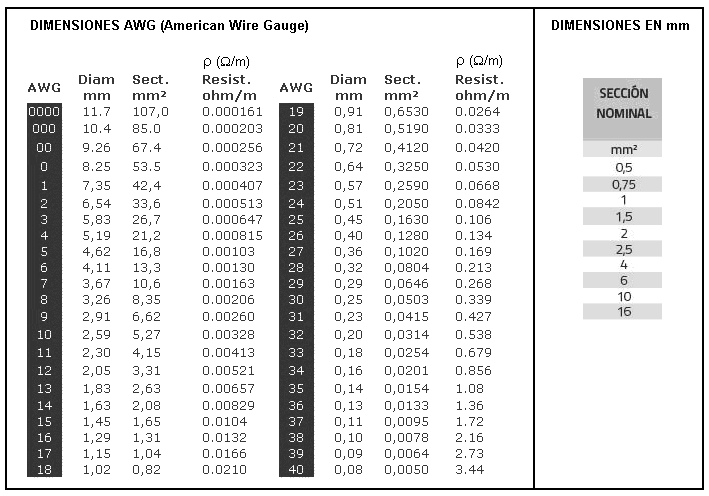 DIMENSIONES AWG (American Wire Gauge)
DIMENSIONES EN mm
ρ (Ω/m) ρ (Ω/m)
AWG Diam mm Sect. mm² Resist. ohm/m AWG Diam mm Sect. mm² Resist. ohm/m
0000 11.7 107,0 0.000161 19 0,91 0,6530 0.0264
000 10.4 85.0 0.000203 20 0,81 0,5190 0.0333
00 9.26 67.4 0.000256 21 0,72 0,4120 0.0420
0 8.25 53.5 0.000323 22 0,64 0,3250 0.0530
1 7,35 42,4 0.000407 23 0,57 0,2590 0.0668
2 6,54 33,6 0.000513 24 0,51 0,2050 0.0842
3 5,83 26,7 0.000647 25 0,45 0,1630 0.106
4 5,19 21,2 0.000815 26 0,40 0,1280 0.134
5 4,62 16,8 0.00103 27 0,36 0,1020 0.169
6 4,11 13,3 0.00130 28 0,32 0,0804 0.213
7 3,67 10,6 0.00163 29 0,29 0,0646 0.268
8 3,26 8,35 0.00206 30 0,25 0,0503 0.339
9 2,91 6,62 0.00260 31 0,23 0,0415 0.427
10 2,59 5,27 0.00328 32 0,20 0,0314 0.538
11 2,30 4,15 0.00413 33 0,18 0,0254 0.679
12 2,05 3,31 0.00521 34 0,16 0,0201 0.856
13 1,83 2,63 0.00657 35 0,14 0,0154 1.08
14 1,63 2,08 0.00829 36 0,13 0,0133 1.36
15 1,45 1,65 0.0104 37 0,11 0,0095 1.72
16 1,29 1,31 0.0132 38 0,10 0,0078 2.16
17 1,15 1,04 0.0166 39 0,09 0,0064 2.73
18 1,02 0,82 0.0210 40 0,08 0,0050 3.44
SECCIÓN
NOMINAL
mm²
0,5
0,75
1
1,5
2
2,5
4
6
10
16